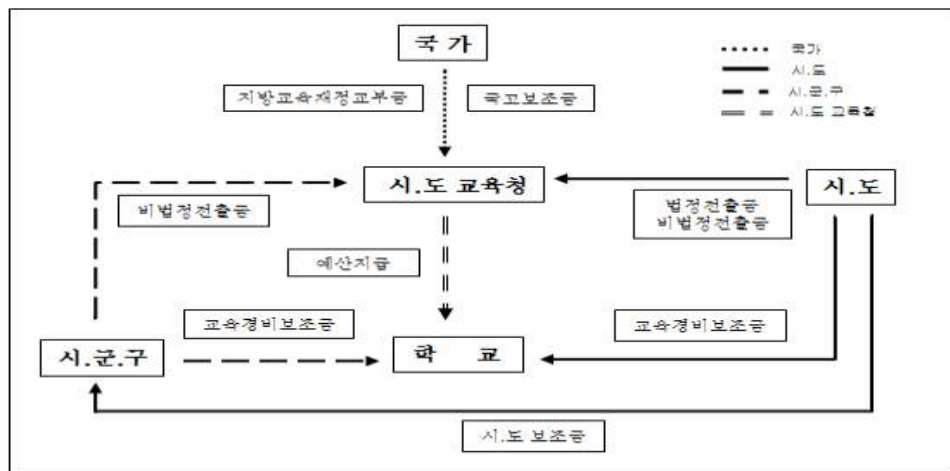 국 가
국가
시.도
시.군.구
시.도 교육청
지방교육재정교부금
국고보조금
시.도 교육청
시.도
비법정전출금
법정전출금
비법정전출금
예산지급
교육경비보조금
교육경비보조금
시.군.구
학 교
시.도 보조금